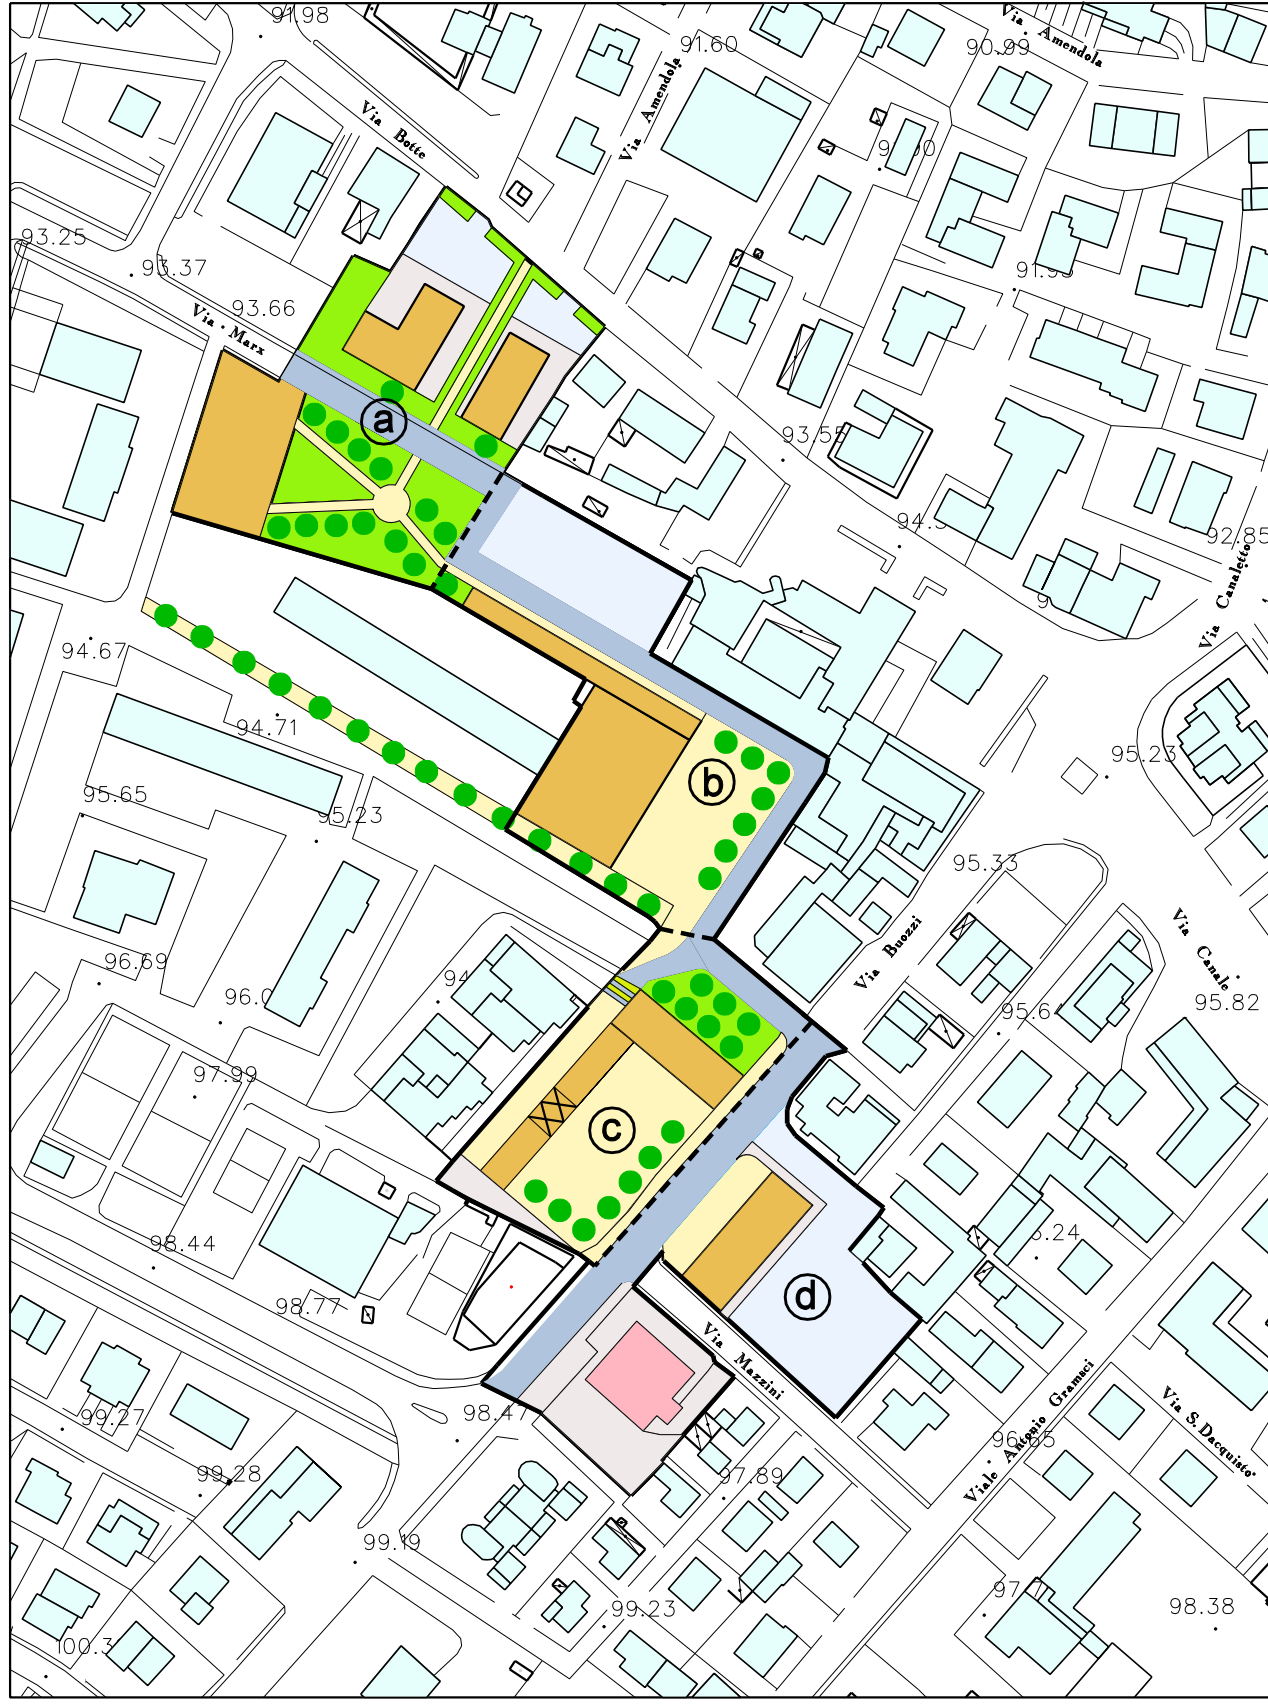 91.98
91.60
90.99
Via Amendola
Via Amendola
Via Botte
93.25
93.37
93.66
Via Marx
a
93.55
92.85
Via Canaletto
94.67
94.71
95.65
95.23
b
95.23
95.33
Via Buozzi
Via Canale
95.82
96.69
97.99
c
98.44
98.77
d
Via Mazzini
Viale Antonio Gramsci
Via S. Dacquisto
98.47
99.27
99.28
97.89
99.19
99.23
98.38